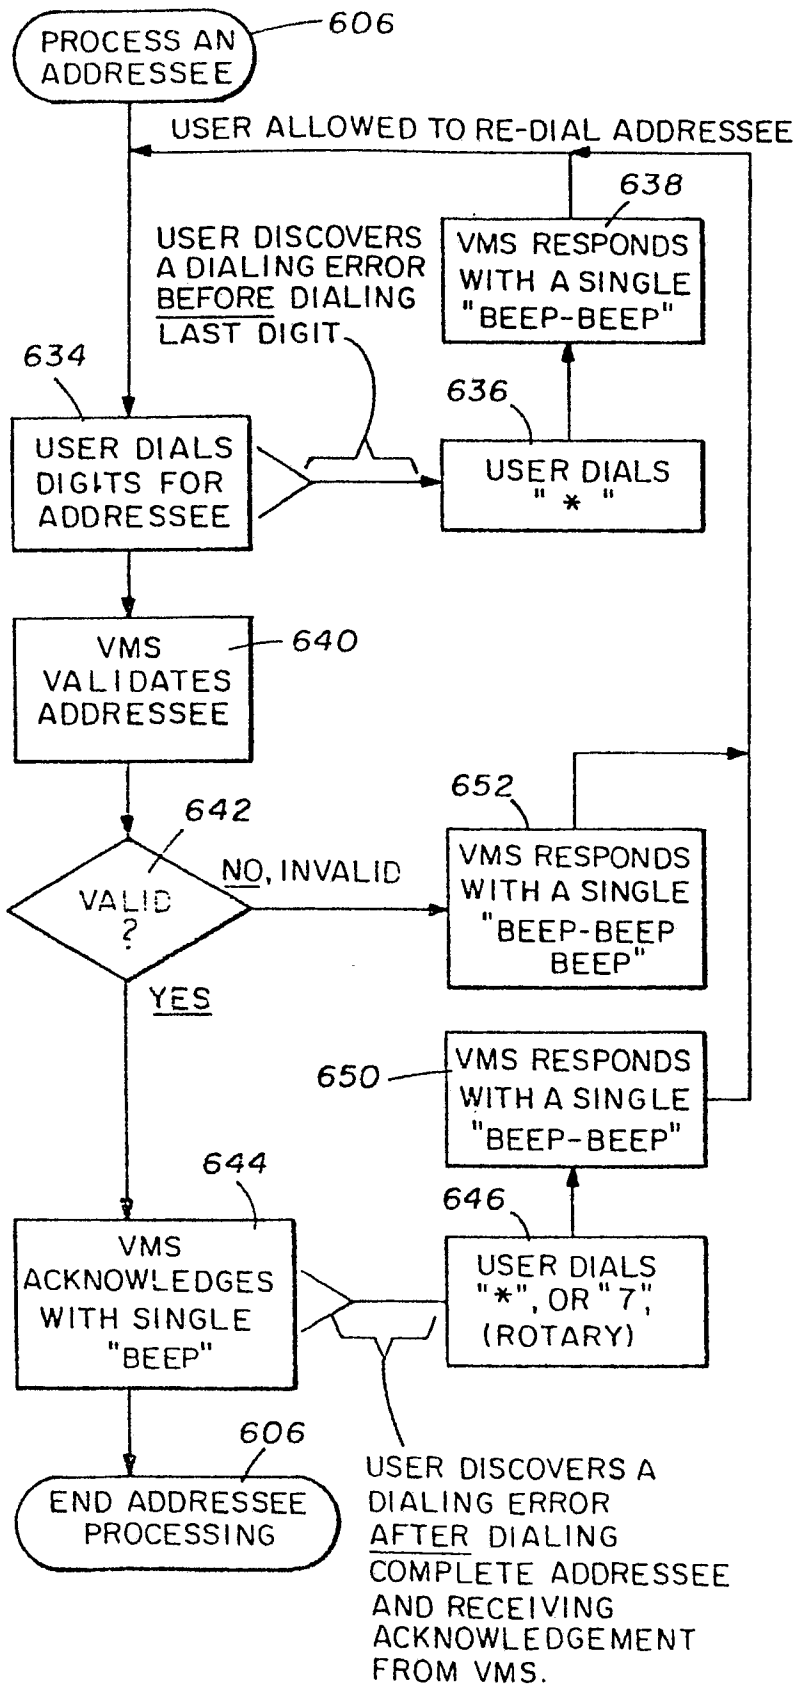 PROCESS AN
ADDRESSEE
606
USER ALLOWED TO RE-DIAL ADDRESSEE
638
VMS RESPONDS
WITH A SINGLE
"BEEP-BEEP"
USER DISCOVERS
A DIALING ERROR
BEFORE DIALING
LAST DIGIT
634
USER DIALS
DIGITS FOR
ADDRESSEE
636
USER DIALS
"*"
VMS
VALIDATES
ADDRESSEE
640
642
VALID
?
NO, INVALID
YES
652
VMS RESPONDS
WITH A SINGLE
"BEEP-BEEP
BEEP"
650
VMS RESPONDS
WITH A SINGLE
"BEEP-BEEP"
644
VMS
ACKNOWLEDGES
WITH SINGLE
"BEEP"
646
USER DIALS
"*", OR "7",
(ROTARY)
606
END ADDRESSEE
PROCESSING
USER DISCOVERS A
DIALING ERROR
AFTER DIALING
COMPLETE ADDRESSEE
AND RECEIVING
ACKNOWLEDGEMENT
FROM VMS.